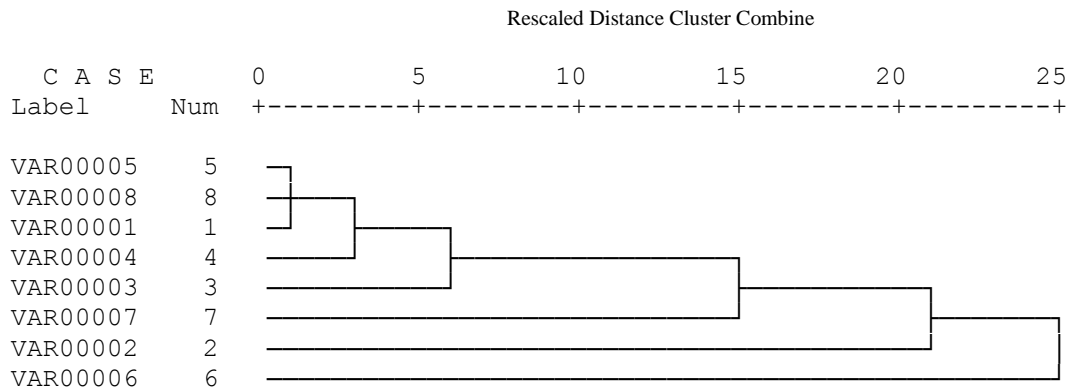 Rescaled Distance Cluster Combine
C A S E 0 5 10 15 20 25
Label Num +---------+---------+---------+---------+---------+
VAR00005 5
VAR00008 8
VAR00001 1
VAR00004 4
VAR00003 3
VAR00007 7
VAR00002 2
VAR00006 6